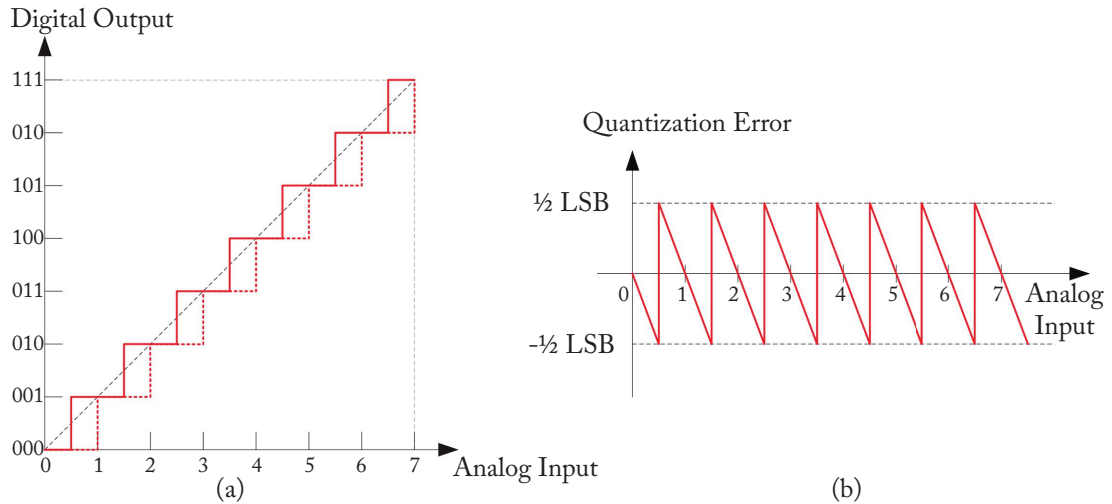 Digital Output
111
010
101
100
011
010
001
000
0 1 2 3 4 5 6 7
Analog Input
(a)
Quantization Error
½ LSB
0 1 2 3 4 5 6 7
Analog
Input
-½ LSB
(b)